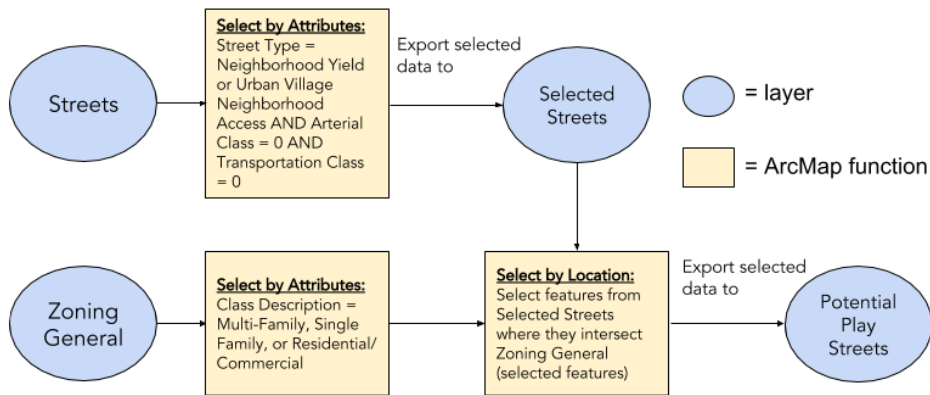 Streets
Select by Attributes:
Street Type =
Neighborhood Yield
or Urban Village
Neighborhood
Access AND Arterial
Class = 0 AND
Transportation Class
= 0
Export selected
data to
Selected
Streets
= layer
= ArcMap function
Zoning
General
Select by Attributes:
Class Description =
Multi-Family, Single
Family, or Residential/
Commercial
Select by Location:
Select features from
Selected Streets
where they intersect
Zoning General
(selected features)
Export selected
data to
Potential
Play
Streets